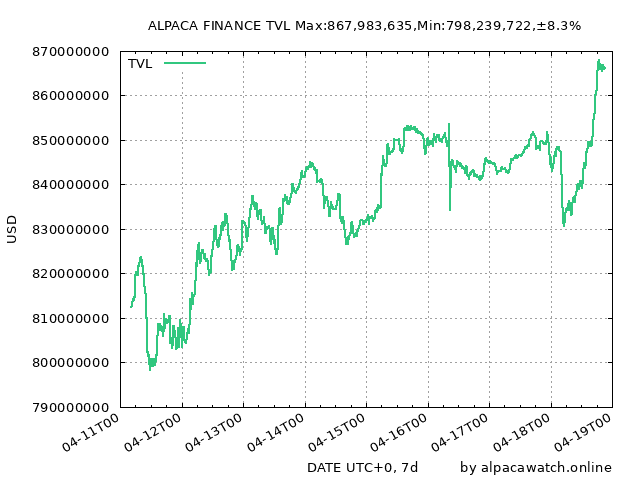 ALPACA FINANCE TVL Max:867,983,635,Min:798,239,722,±8.3%
870000000
TVL
860000000
850000000
840000000
830000000
USD
820000000
810000000
800000000
790000000
04-11T00 04-12T00 04-13T00 04-14T00 04-15T00 04-16T00 04-17T00 04-18T00 04-19T00
DATE UTC+0, 7d by alpacawatch.online